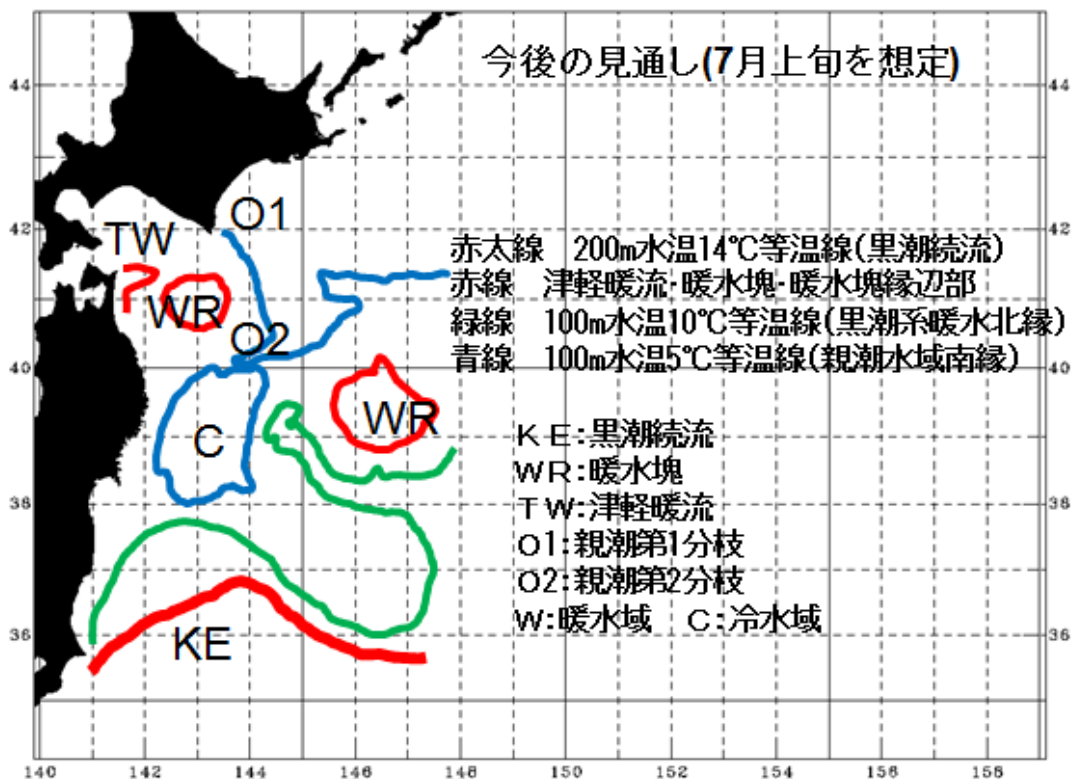 今後の見通し(7月上旬を想定)
44
44
42
O1
42
TW
赤太線 200m水温14℃等温線(黒潮続流)
赤線 津軽暖流・暖水塊・暖水塊縁辺部
WR
緑線 100m水温10℃等温線(黒潮系暖水北縁)
O2
青線 100m水温5℃等温線(親潮水域南縁)
40
40
WR
C
KE:黒潮続流
WR:暖水塊
38
38
TW:津軽暖流
O1:親潮第1分枝
O2:親潮第2分枝
W:暖水域 C:冷水域
36
KE
36
140 142 144 146 148 150 152 154 156 158